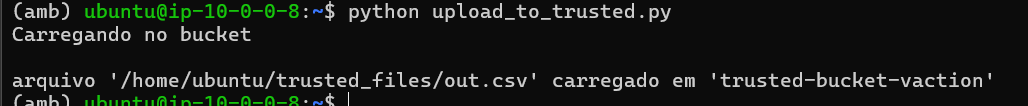 (amb) ubuntu@ip-10-0-0-8:~$ python upload_to_trusted.py
Carregando no bucket
arquivo '/home/ubuntu/trusted_files/out.csv' carregado em 'trusted-bucket-vaction'
(amb) ubuntu@ip-10-0-0-8:~$